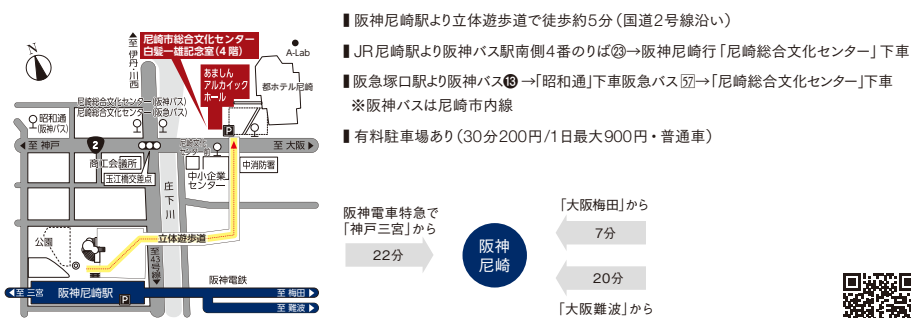 ▌阪神尼崎駅より立体遊歩道で徒歩約5分（国道2号線沿い）
▌JR尼崎駅より阪神バス駅南側4番のりば㉓→阪神尼崎行「尼崎総合文化センター」下車
▌阪急塚口駅より阪神バス⓭→「昭和通」下車阪急バス57→「尼崎総合文化センター」下車
※阪神バスは尼崎市内線
▌有料駐車場あり（30分200円/1日最大900円・普通車）
N
至 伊丹・川西
尼崎市総合文化センター
白髪一雄記念室（4階）
A-Lab
あましん
アルカイック
ホール
都ホテル尼崎
尼崎総合文化センター（阪神バス）
尼崎総合文化センター（阪急バス）
昭和通
（阪神バス）
P
至 神戸
2
尼崎文化
センター前
至 大阪
商工会議所
玉江橋交差点
中小企業
センター
中消防署
庄下川
公園
立体遊歩道
至43号線
阪神電鉄
至 三宮
阪神尼崎駅
P
至 梅田
至 難波
阪神電車特急で
「神戸三宮」から
22分
阪神
尼崎
「大阪梅田」から
7分
20分
「大阪難波」から